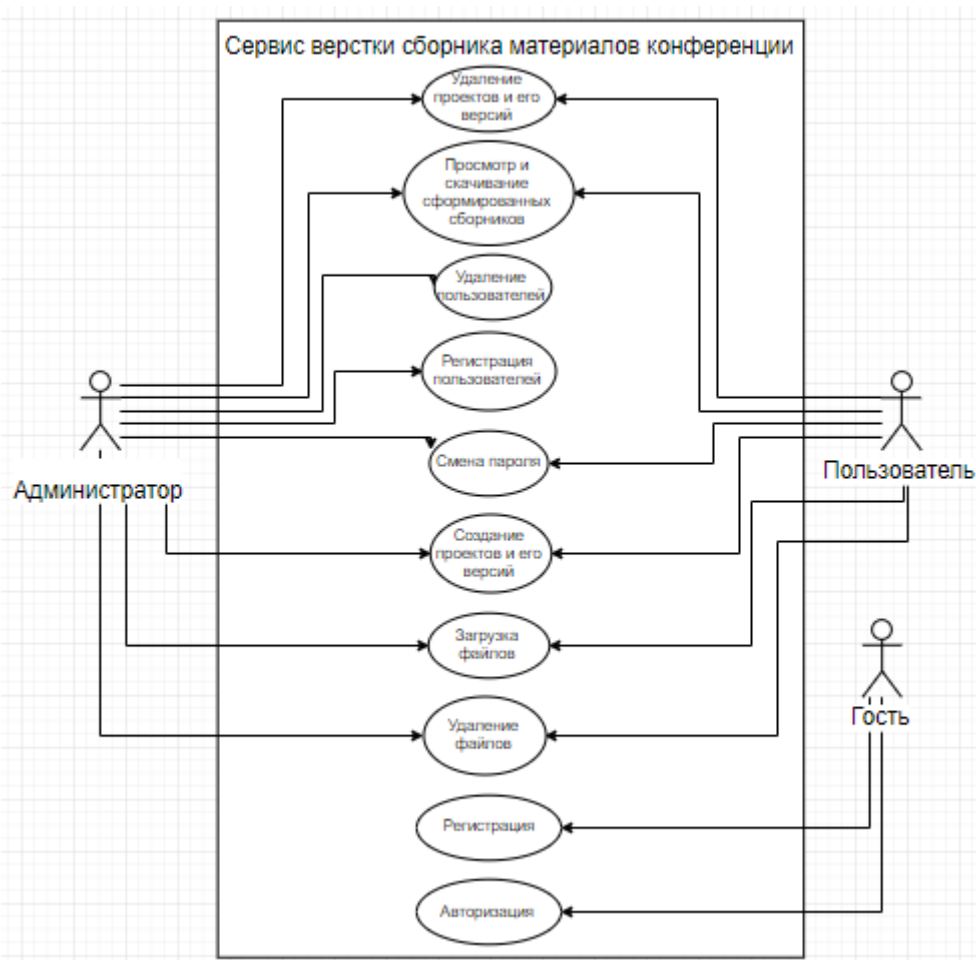 Сервис верстки сборника материалов конференции
Удаление
проектов и его
версий
Просмотр и
скачивание
сформированных
сборников
Удаление
пользователей
Регистрация
пользователей
Смена пароля
Администратор
Пользователь
Создание
проектов и его
версий
Загрузка
файлов
Гость
Удаление
файлов
Регистрация
Авторизация